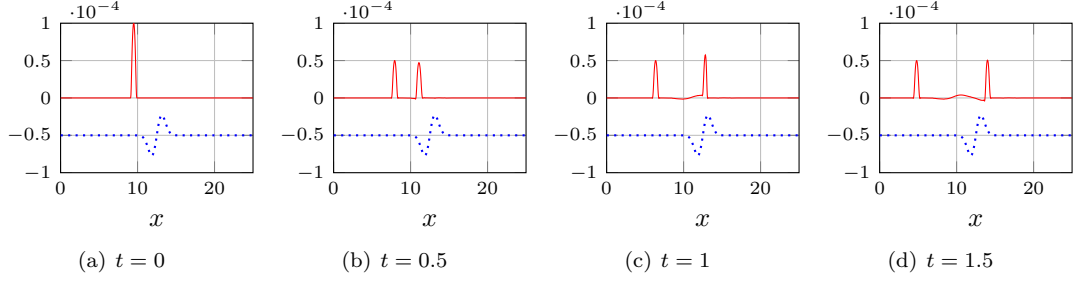 ·10−4 ·10−4 ·10−4 ·10−4
1 1 1 1
0.5 0.5 0.5 0.5
0 0 0 0
−0.5 −0.5 −0.5 −0.5
−1 −1 −1 −1
0 10 20 0 10 20 0 10 20 0 10 20
x x x x
(a) t = 0 (b) t = 0.5 (c) t = 1 (d) t = 1.5